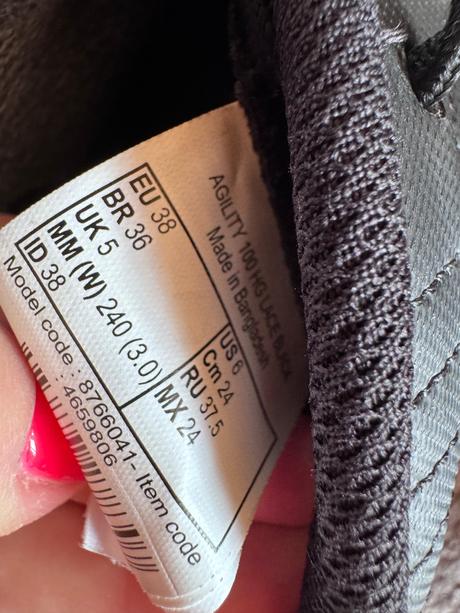 AGILITY 100 HG LACE BLACK
Made in Bangladesh
EU 38
BR 36
UK 5
MM (W) 240 (3.0)
ID 38
US 6
Cm 24
RU 37.5
MX 24
Model code : 8766041- Item code
4659806